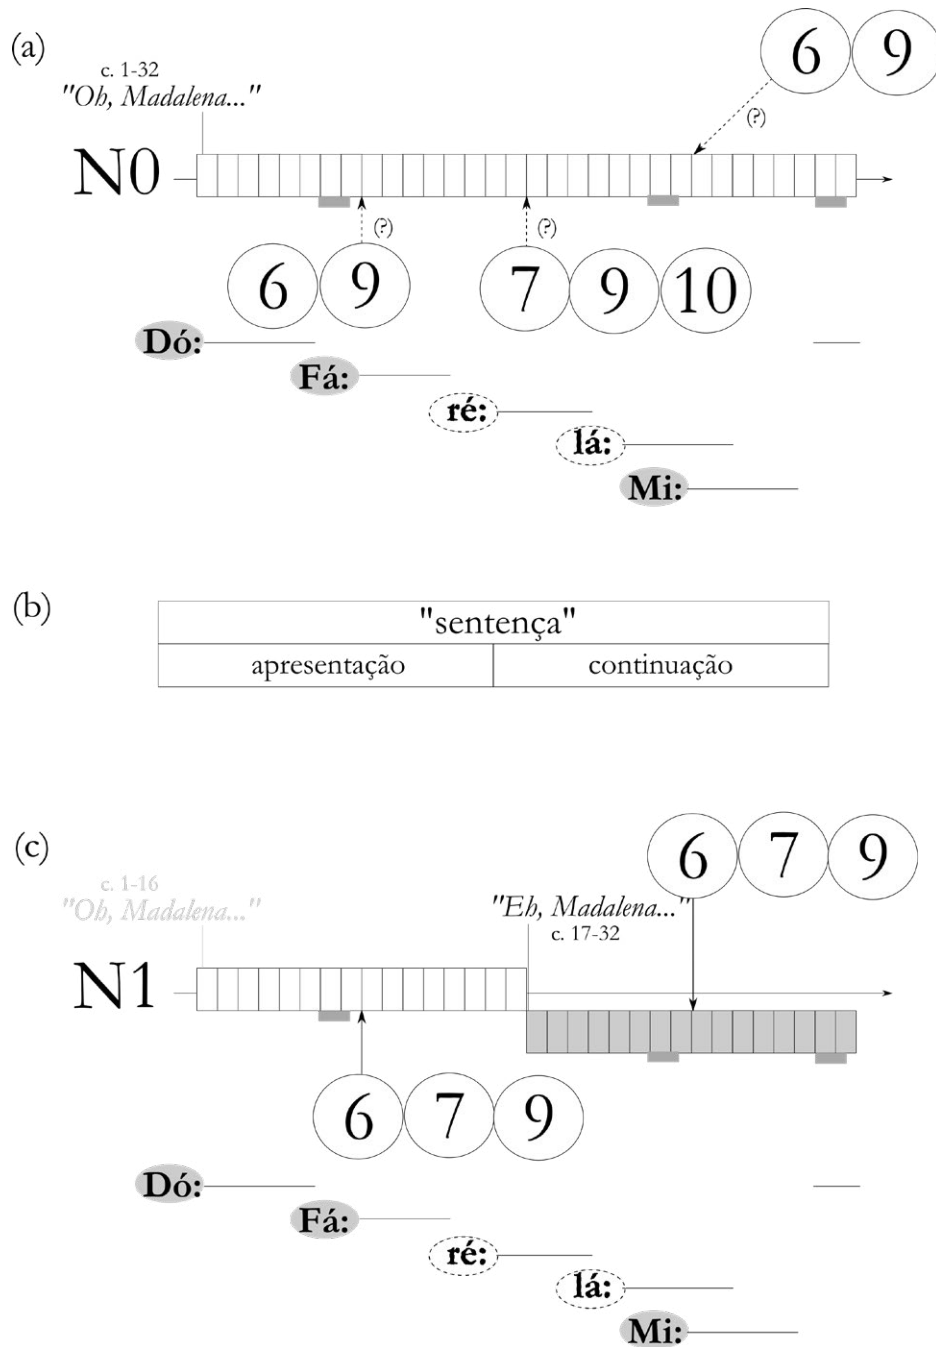 (a)
c. 1-32
"Oh, Madalena..."
6 9
(?)
N0
(?)
(?)
6 9
7 9 10
Dó:
Fá:
ré:
lá:
Mi:
(b)
"sentença"
apresentação continuação
(c)
6 7 9
c. 1-16
"Oh, Madalena..."
"Eh, Madalena..."
c. 17-32
N1
6 7 9
Dó:
Fá:
ré:
lá:
Mi: